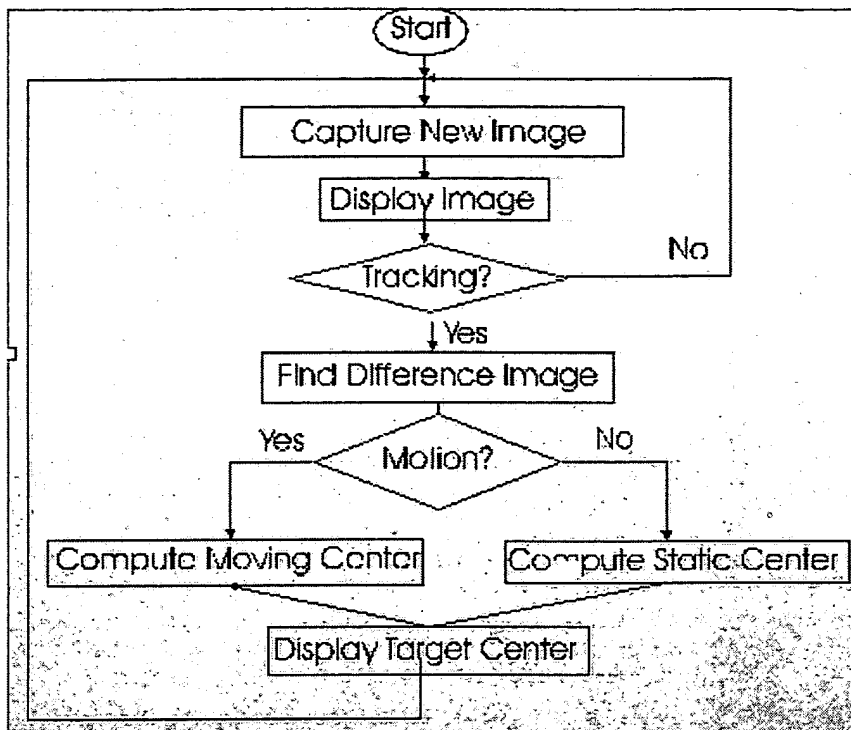 Start
Capture New Image
Display Image
Tracking?
No
Yes
Find Difference Image
Yes
Motion?
No
Compute Moving Center
Compute Static Center
Display Target Center